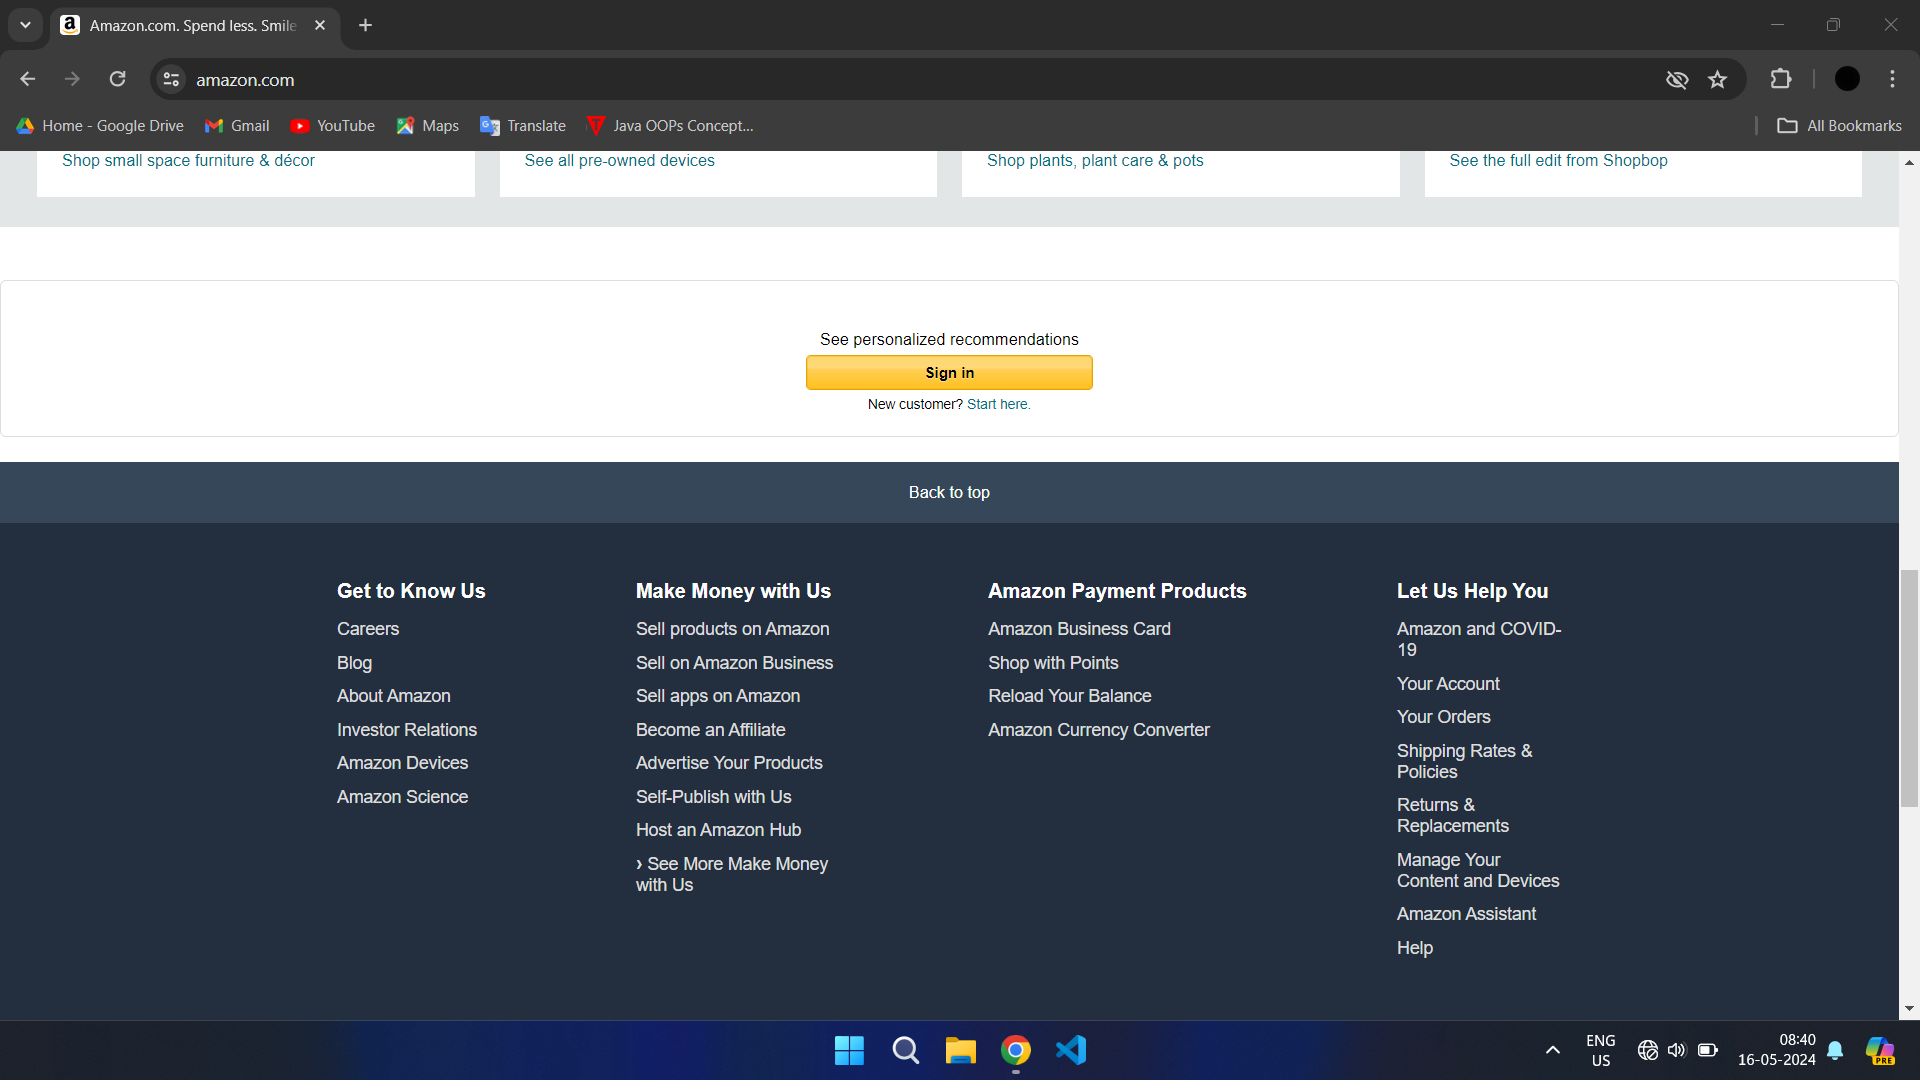 Amazon.com. Spend less. Smile
amazon.com
Home - Google Drive
Gmail
YouTube
Maps
Translate
Java OOPs Concept...
All Bookmarks
Shop small space furniture & décor
See all pre-owned devices
Shop plants, plant care & pots
See the full edit from Shopbop
See personalized recommendations
Sign in
New customer? Start here.
Back to top
Get to Know Us
Careers
Blog
About Amazon
Investor Relations
Amazon Devices
Amazon Science
Make Money with Us
Sell products on Amazon
Sell on Amazon Business
Sell apps on Amazon
Become an Affiliate
Advertise Your Products
Self-Publish with Us
Host an Amazon Hub
› See More Make Money
with Us
Amazon Payment Products
Amazon Business Card
Shop with Points
Reload Your Balance
Amazon Currency Converter
Let Us Help You
Amazon and COVID-
19
Your Account
Your Orders
Shipping Rates &
Policies
Returns &
Replacements
Manage Your
Content and Devices
Amazon Assistant
Help
ENG
US
08:40
16-05-2024
PRE